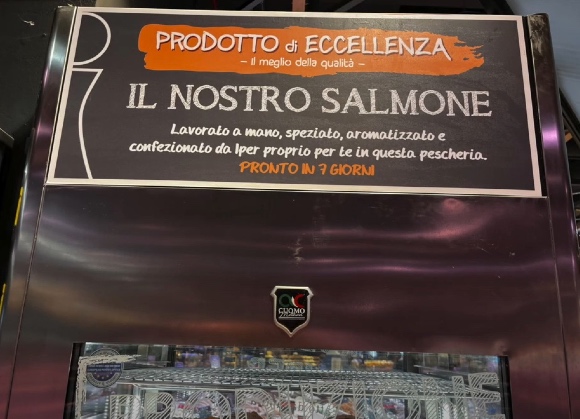 PRODOTTO di ECCELLENZA
– Il meglio della qualità –
IL NOSTRO SALMONE
Lavorato a mano, speziato, aromatizzato e
confezionato da Iper proprio per te in questa pescheria.
PRONTO IN 7 GIORNI
CUOMO